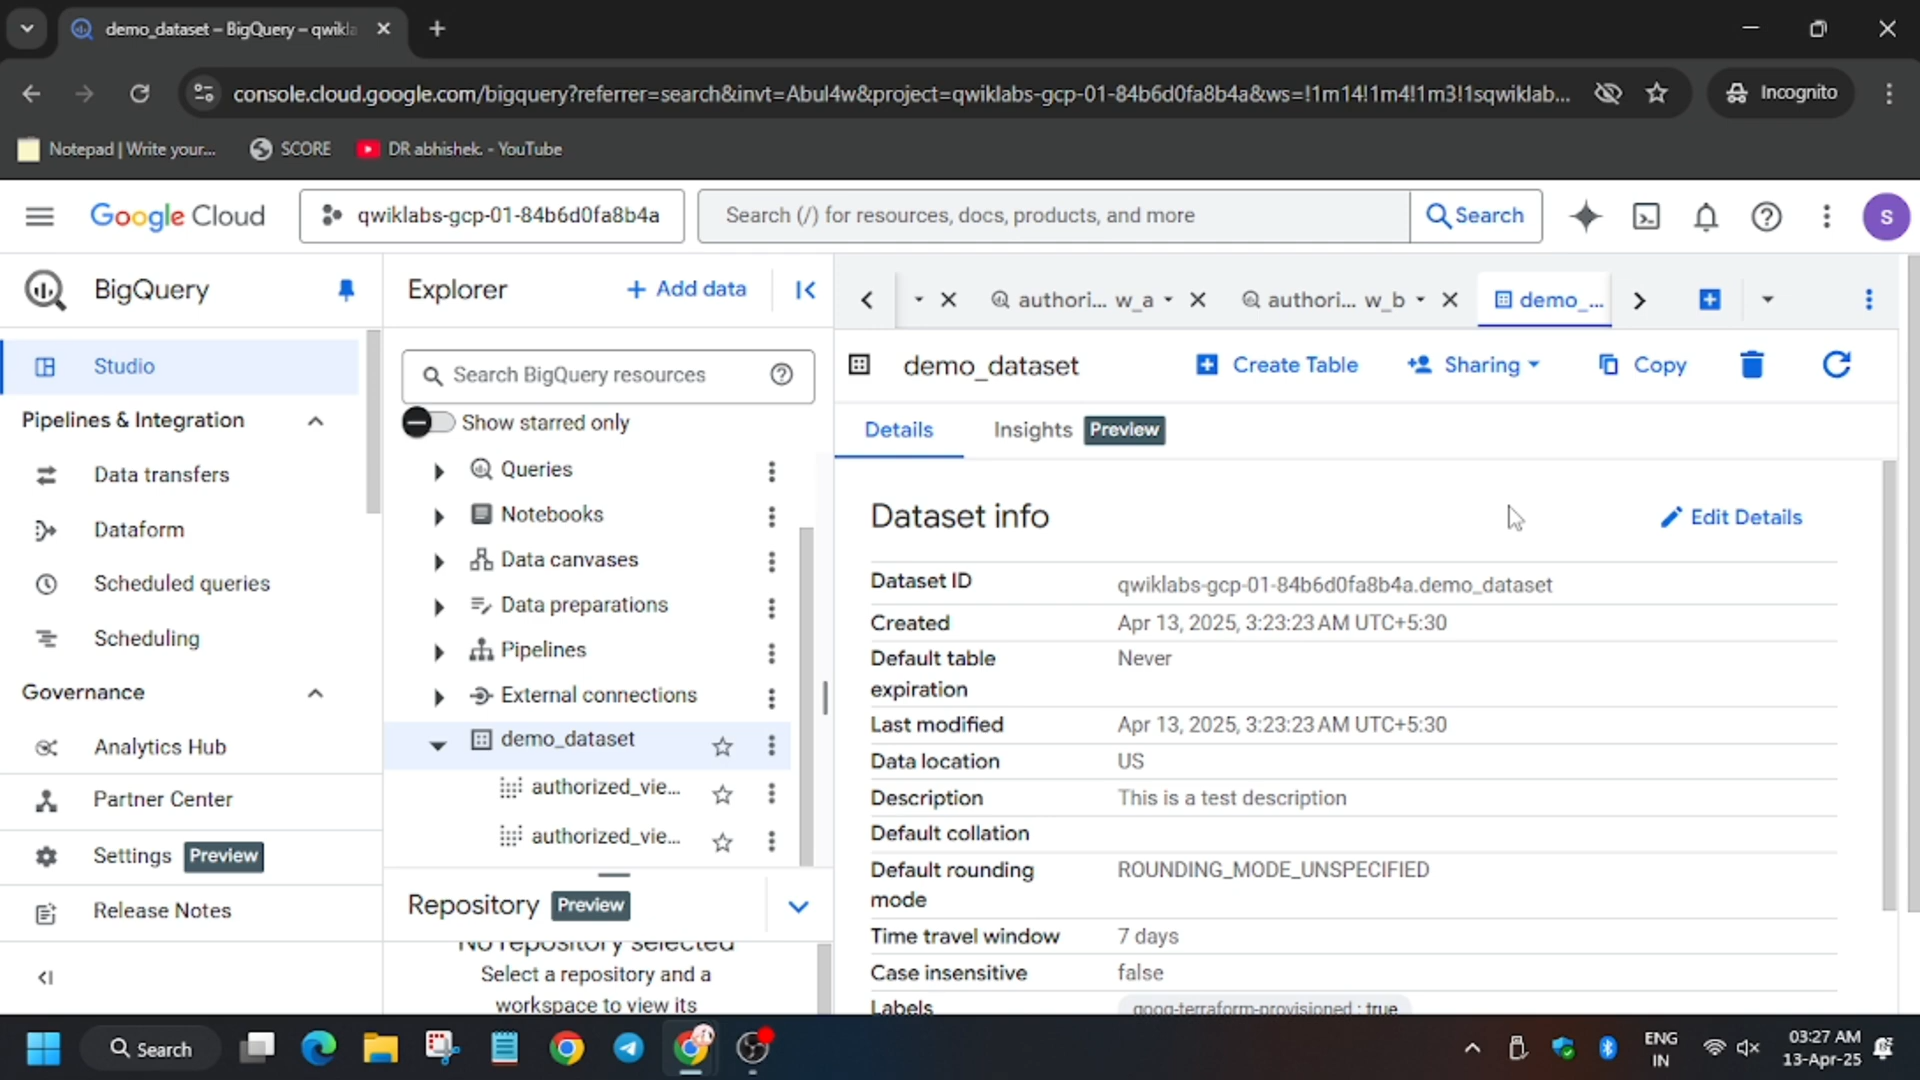 demo_dataset – BigQuery – qwikla
console.cloud.google.com/bigquery?referrer=search&invt=Abul4w&project=qwiklabs-gcp-01-84b6d0fa8b4a&ws=!1m14!1m4!1m3!1sqwiklab...
Incognito
Notepad | Write your...
SCORE
DR abhishek. - YouTube
Google Cloud
qwiklabs-gcp-01-84b6d0fa8b4a
Search (/) for resources, docs, products, and more
Search
S
BigQuery
Studio
Pipelines & Integration
Data transfers
Dataform
Scheduled queries
Scheduling
Governance
Analytics Hub
Partner Center
Settings Preview
Release Notes
Explorer
+ Add data
Search BigQuery resources
Show starred only
Queries
Notebooks
Data canvases
Data preparations
Pipelines
External connections
demo_dataset
authorized_vie...
authorized_vie...
Repository Preview
No repository selected
Select a repository and a
workspace to view its
authori... w_a
authori... w_b
demo_...
demo_dataset
Create Table
Sharing
Copy
Details
Insights Preview
Dataset info
Edit Details
Dataset ID qwiklabs-gcp-01-84b6d0fa8b4a.demo_dataset
Created Apr 13, 2025, 3:23:23 AM UTC+5:30
Default table expiration Never
Last modified Apr 13, 2025, 3:23:23 AM UTC+5:30
Data location US
Description This is a test description
Default collation
Default rounding mode ROUNDING_MODE_UNSPECIFIED
Time travel window 7 days
Case insensitive false
Labels goog-terraform-provisioned : true
Search
ENG
IN
03:27 AM
13-Apr-25